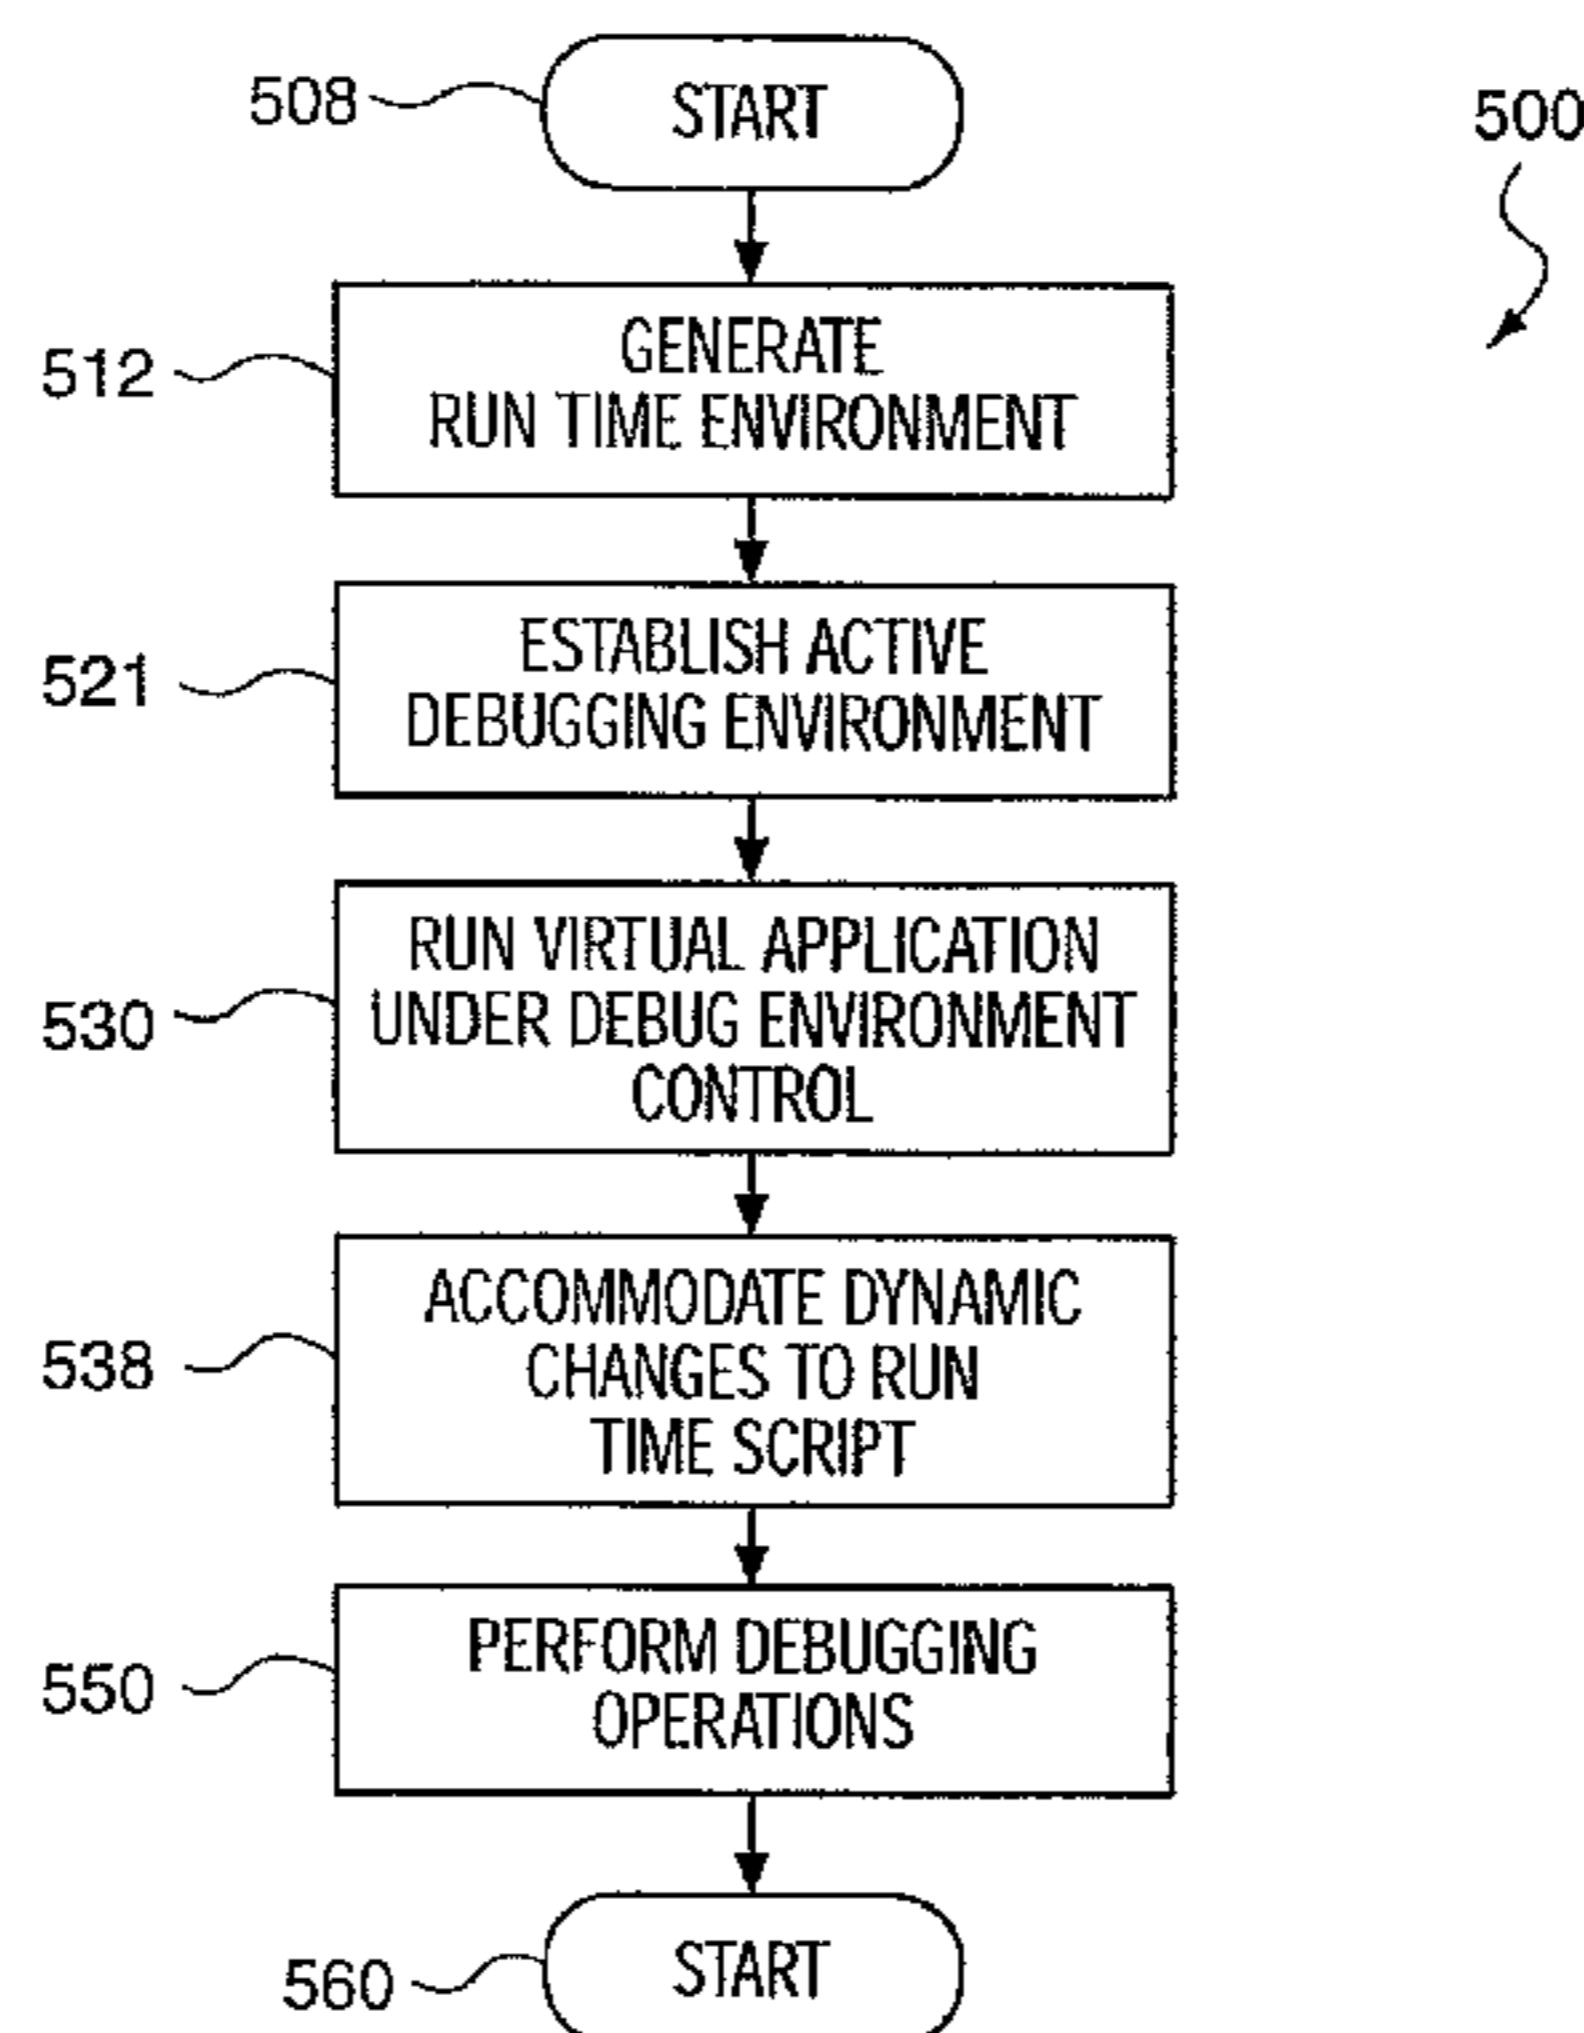 508
START
500
512
GENERATE
RUN TIME ENVIRONMENT
521
ESTABLISH ACTIVE
DEBUGGING ENVIRONMENT
530
RUN VIRTUAL APPLICATION
UNDER DEBUG ENVIRONMENT
CONTROL
538
ACCOMMODATE DYNAMIC
CHANGES TO RUN
TIME SCRIPT
550
PERFORM DEBUGGING
OPERATIONS
560
START